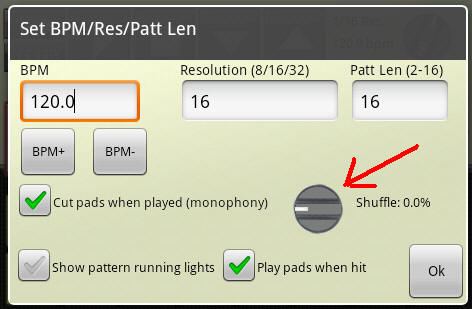 Set BPM/Res/Patt Len
BPM Resolution (8/16/32) Patt Len (2-16)
120.0 16 16
BPM+ BPM-
Cut pads when played (monophony) Shuffle: 0.0%
Show pattern running lights Play pads when hit Ok